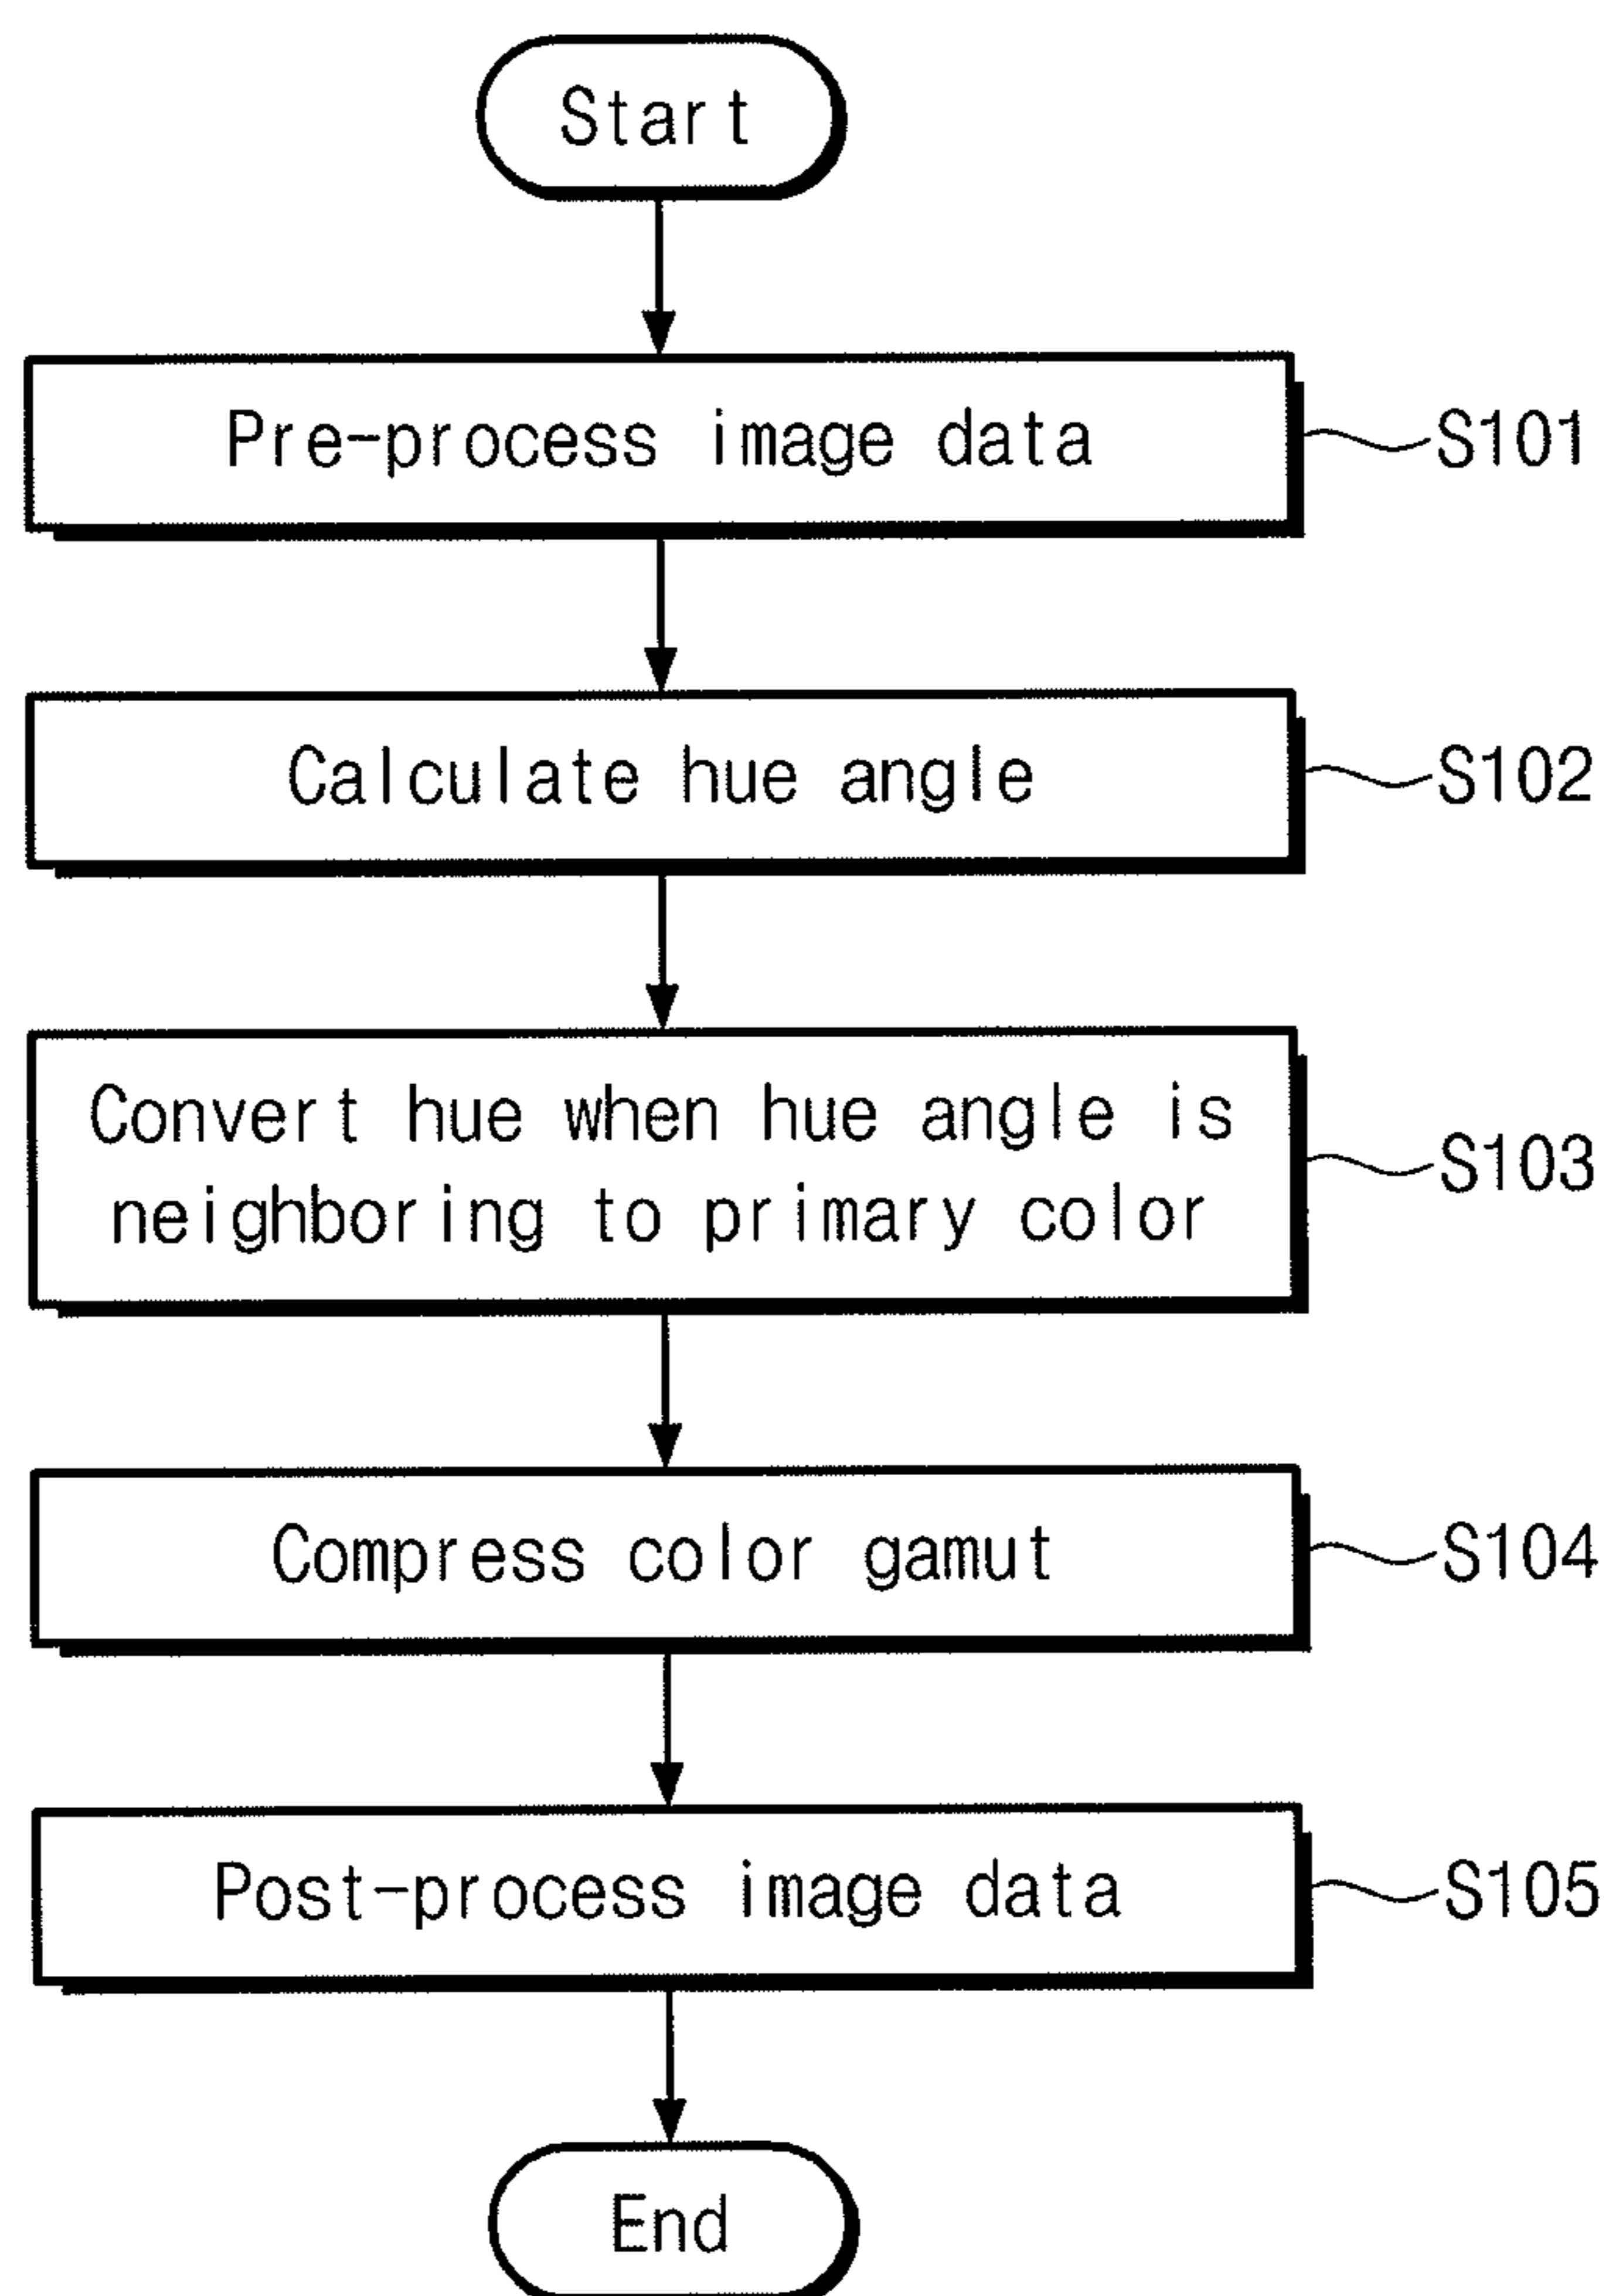 Start
Pre-process image data
S101
Calculate hue angle
S102
Convert hue when hue angle is
neighboring to primary color
S103
Compress color gamut
S104
Post-process image data
S105
End